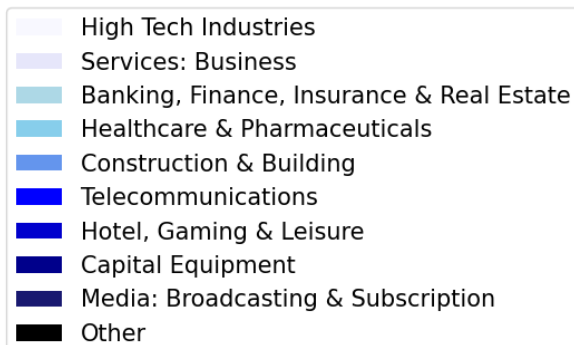 High Tech Industries
Services: Business
Banking, Finance, Insurance & Real Estate
Healthcare & Pharmaceuticals
Construction & Building
Telecommunications
Hotel, Gaming & Leisure
Capital Equipment
Media: Broadcasting & Subscription
Other